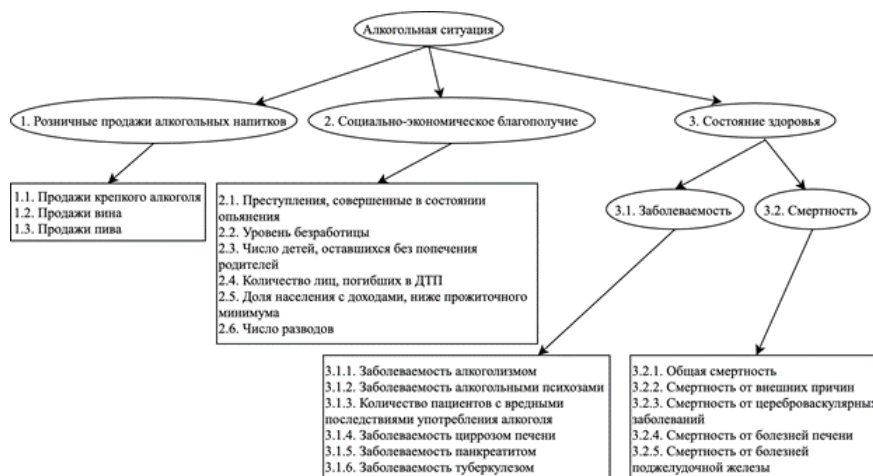 Алкогольная ситуация
1. Розничные продажи алкогольных напитков
2. Социально-экономическое благополучие
3. Состояние здоровья
1.1. Продажи крепкого алкоголя
1.2. Продажи вина
1.3. Продажи пива
2.1. Преступления, совершенные в состоянии
опьянения
2.2. Уровень безработицы
2.3. Число детей, оставшихся без попечения
родителей
2.4. Количество лиц, погибших в ДТП
2.5. Доля населения с доходами, ниже прожиточного
минимума
2.6. Число разводов
3.1. Заболеваемость
3.2. Смертность
3.1.1. Заболеваемость алкоголизмом
3.1.2. Заболеваемость алкогольными психозами
3.1.3. Количество пациентов с вредными
последствиями употребления алкоголя
3.1.4. Заболеваемость циррозом печени
3.1.5. Заболеваемость панкреатитом
3.1.6. Заболеваемость туберкулезом
3.2.1. Общая смертность
3.2.2. Смертность от внешних причин
3.2.3. Смертность от цереброваскулярных
заболеваний
3.2.4. Смертность от болезней печени
3.2.5. Смертность от болезней
поджелудочной железы